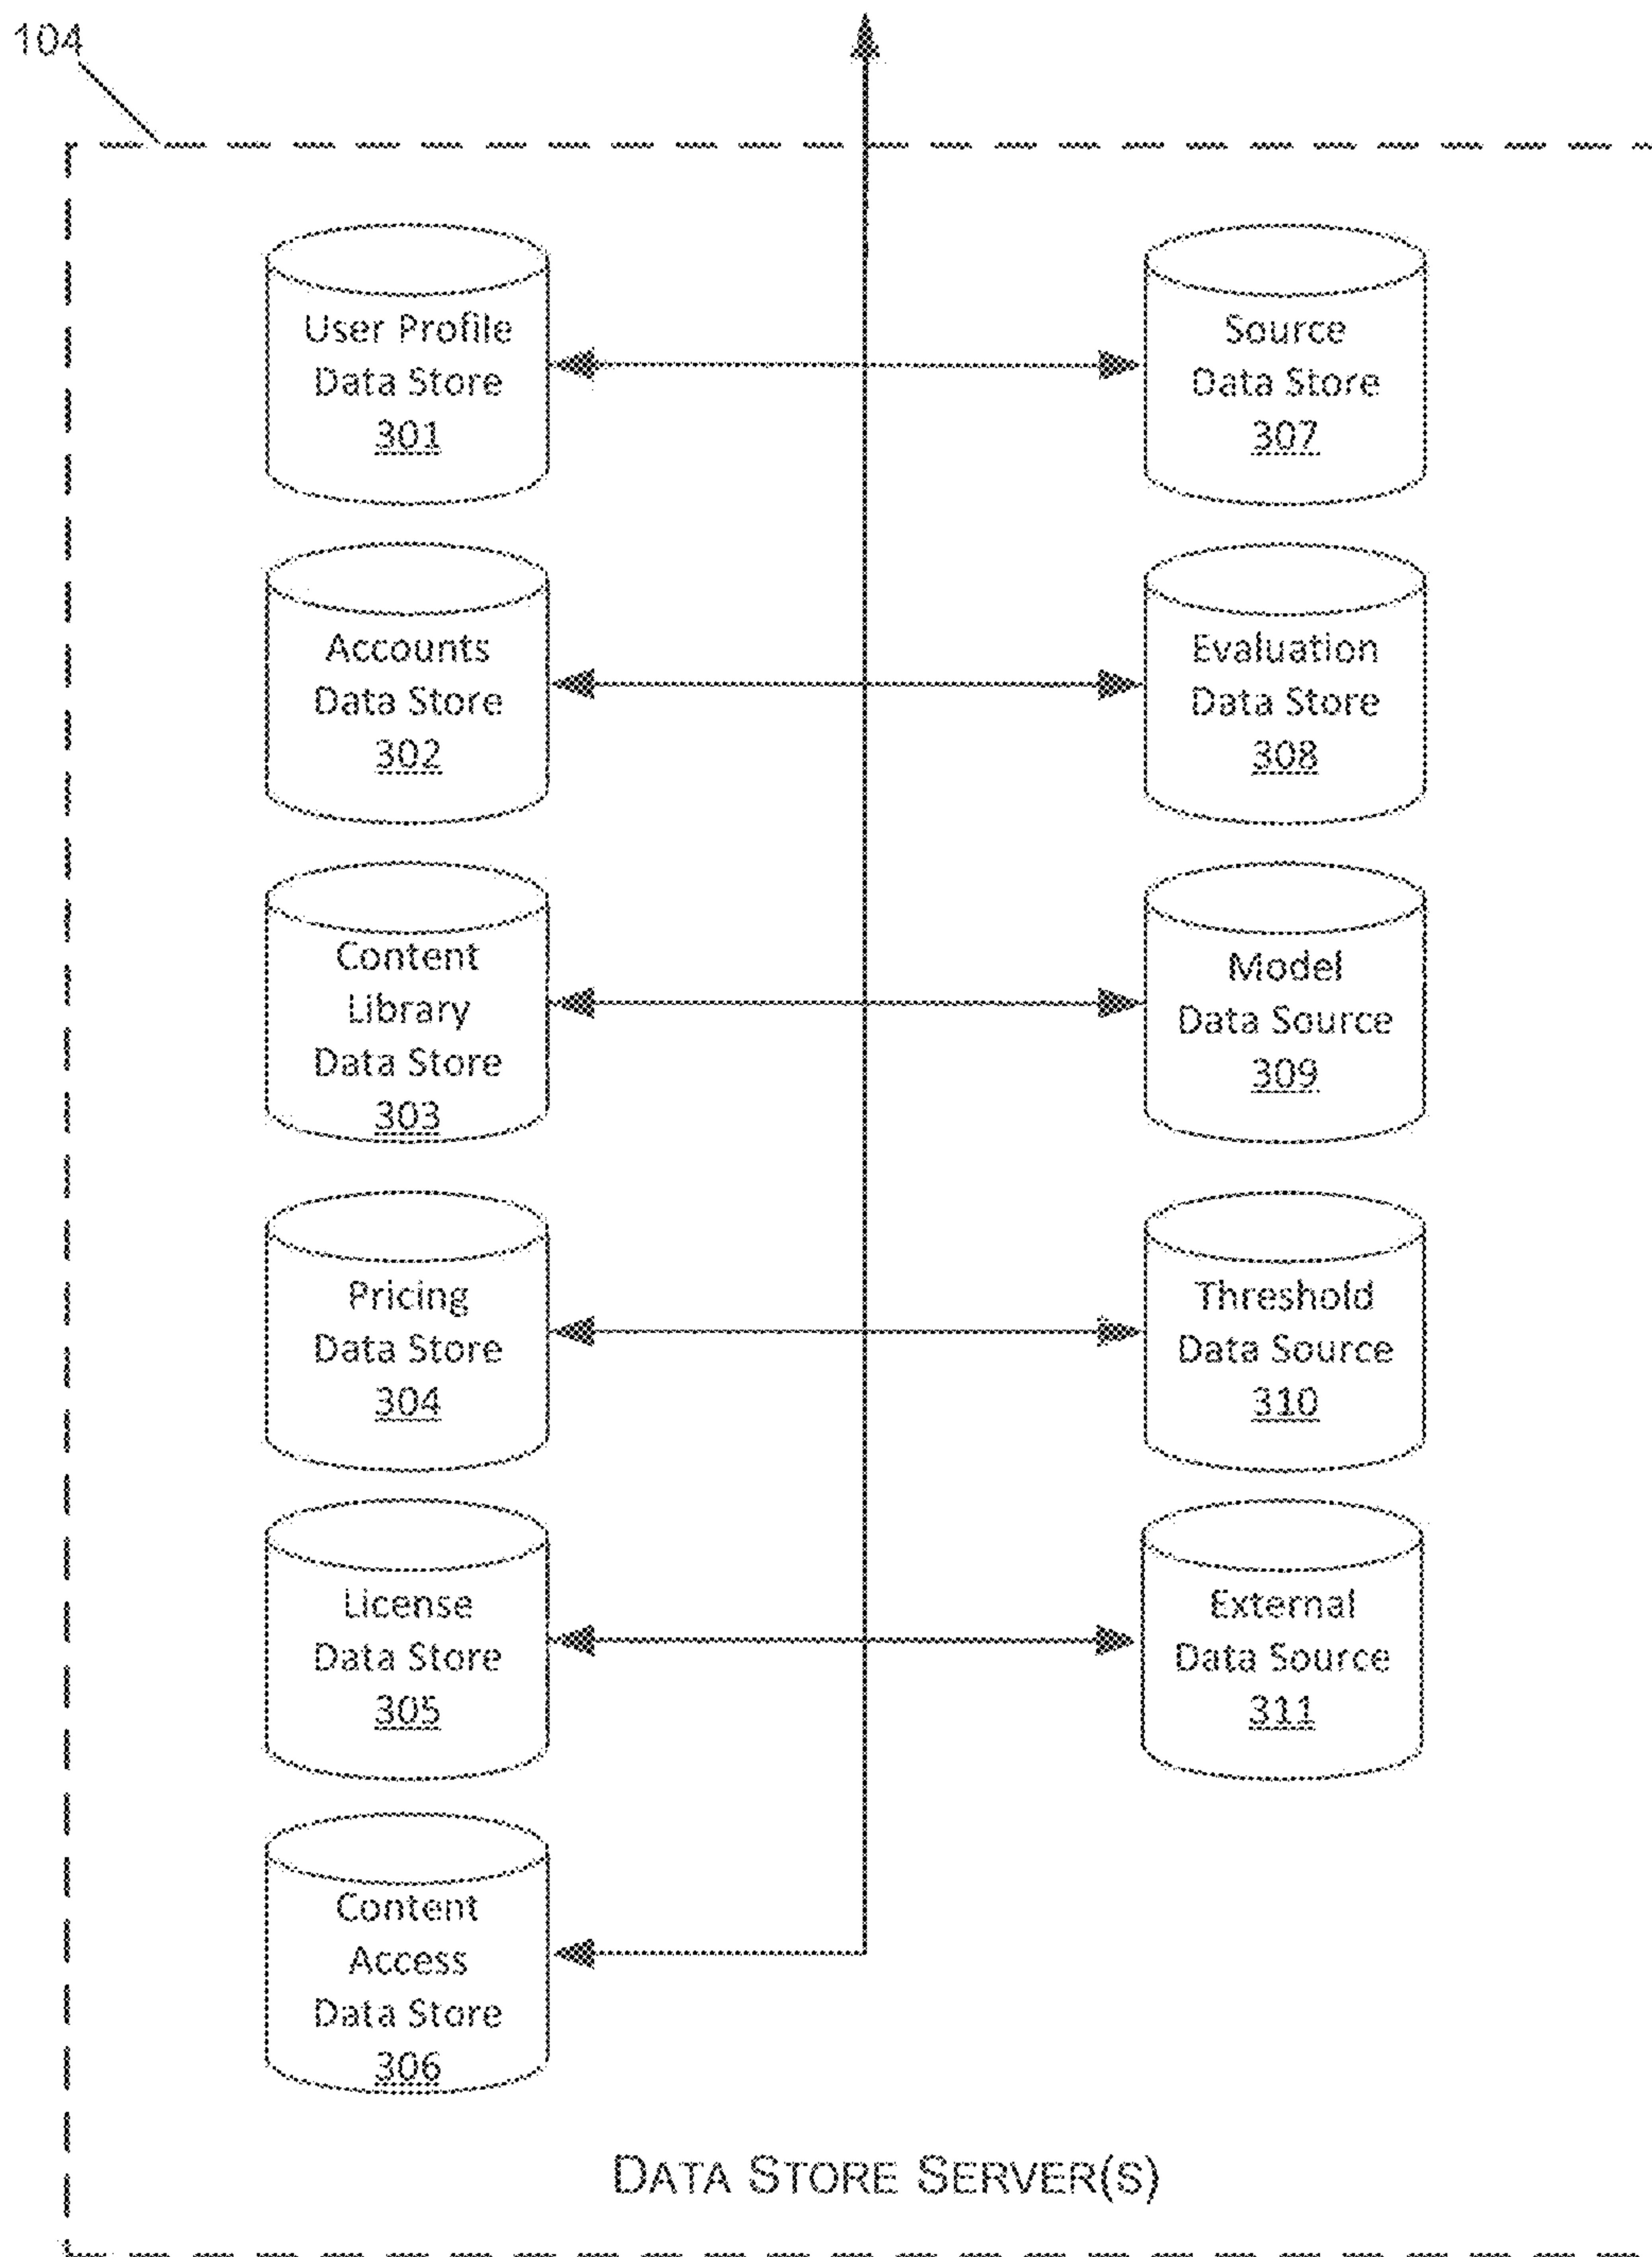 104
User Profile
Data Store
301
Source
Data Store
307
Accounts
Data Store
302
Evaluation
Data Store
308
Content
Library
Data Store
303
Model
Data Source
309
Pricing
Data Store
304
Threshold
Data Source
310
License
Data Store
305
External
Data Source
311
Content
Access
Data Store
306
DATA STORE SERVER(S)